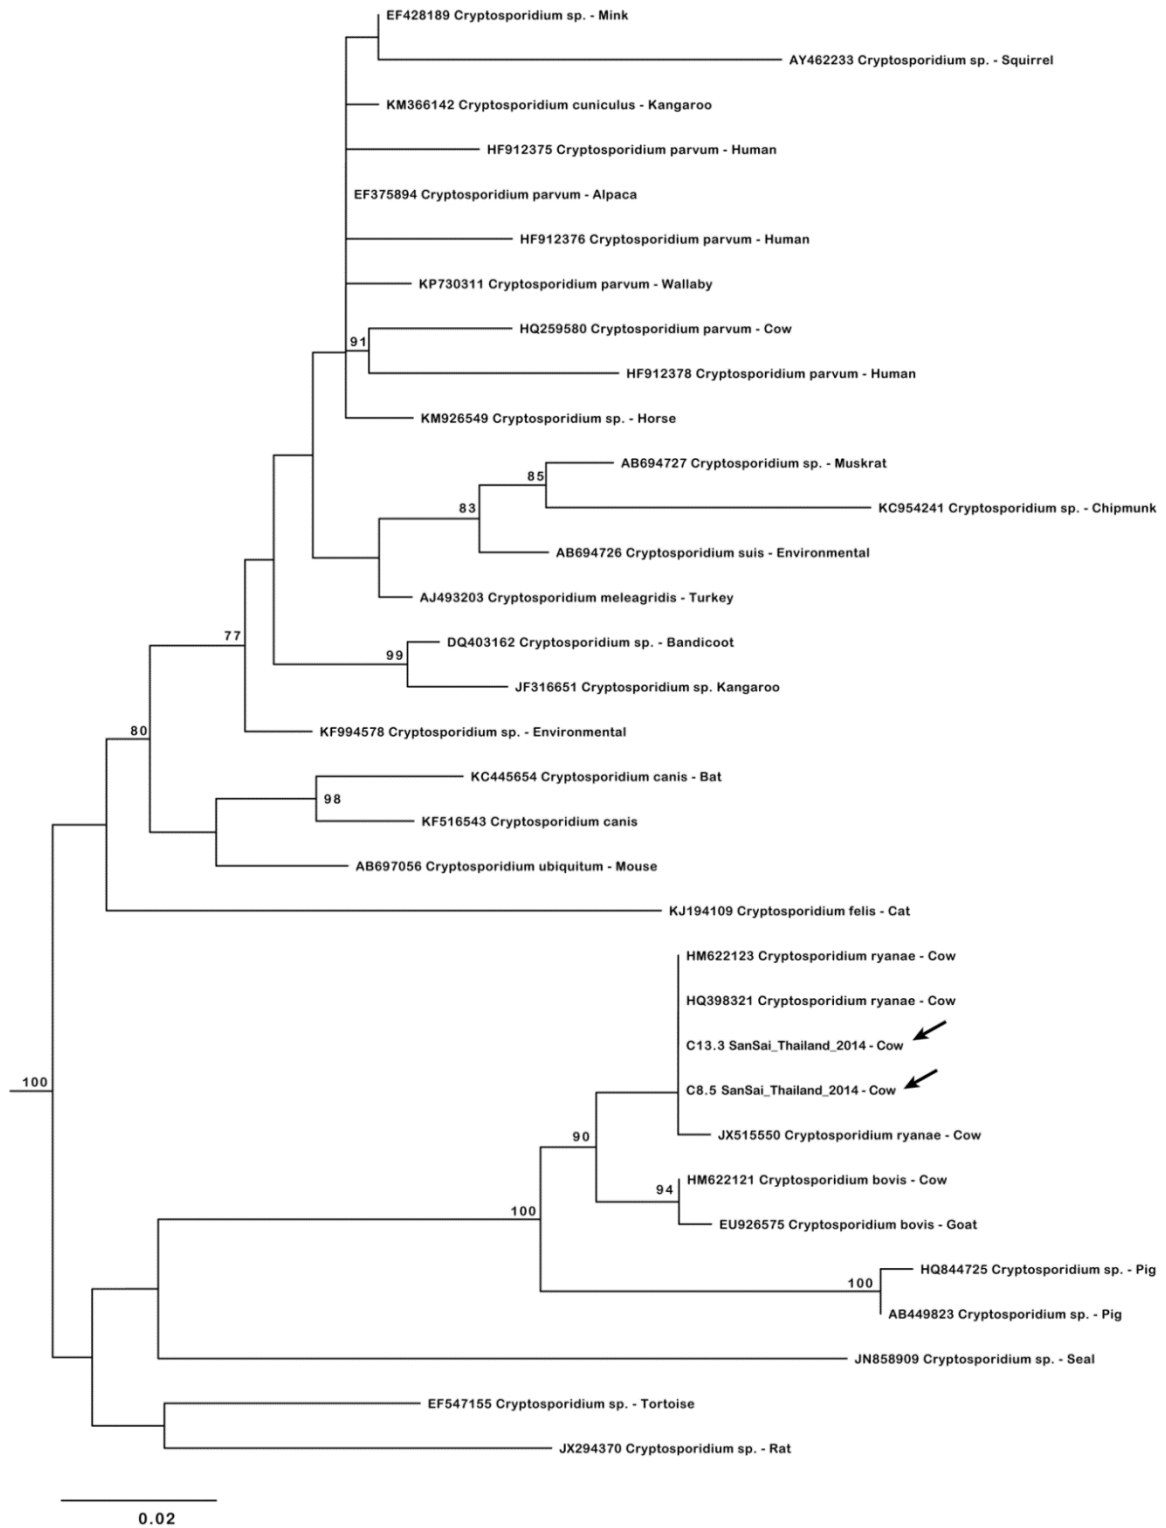 EF428189 Cryptosporidium sp. - Mink
AY462233 Cryptosporidium sp. - Squirrel
KM366142 Cryptosporidium cuniculus - Kangaroo
HF912375 Cryptosporidium parvum - Human
EF375894 Cryptosporidium parvum - Alpaca
HF912376 Cryptosporidium parvum - Human
KP730311 Cryptosporidium parvum - Wallaby
HQ259580 Cryptosporidium parvum - Cow
91
HF912378 Cryptosporidium parvum - Human
KM926549 Cryptosporidium sp. - Horse
AB694727 Cryptosporidium sp. - Muskrat
85
KC954241 Cryptosporidium sp. - Chipmunk
83
AB694726 Cryptosporidium suis - Environmental
AJ493203 Cryptosporidium meleagridis - Turkey
77
DQ403162 Cryptosporidium sp. - Bandicoot
99
JF316651 Cryptosporidium sp. Kangaroo
80
KF994578 Cryptosporidium sp. - Environmental
KC445654 Cryptosporidium canis - Bat
98
KF516543 Cryptosporidium canis
AB697056 Cryptosporidium ubiquitum - Mouse
KJ194109 Cryptosporidium felis - Cat
HM622123 Cryptosporidium ryanae - Cow
HQ398321 Cryptosporidium ryanae - Cow
C13.3 SanSai_Thailand_2014 - Cow
100
C8.5 SanSai_Thailand_2014 - Cow
90
JX515550 Cryptosporidium ryanae - Cow
HM622121 Cryptosporidium bovis - Cow
94
100
EU926575 Cryptosporidium bovis - Goat
HQ844725 Cryptosporidium sp. - Pig
100
AB449823 Cryptosporidium sp. - Pig
JN858909 Cryptosporidium sp. - Seal
EF547155 Cryptosporidium sp. - Tortoise
JX294370 Cryptosporidium sp. - Rat
0.02